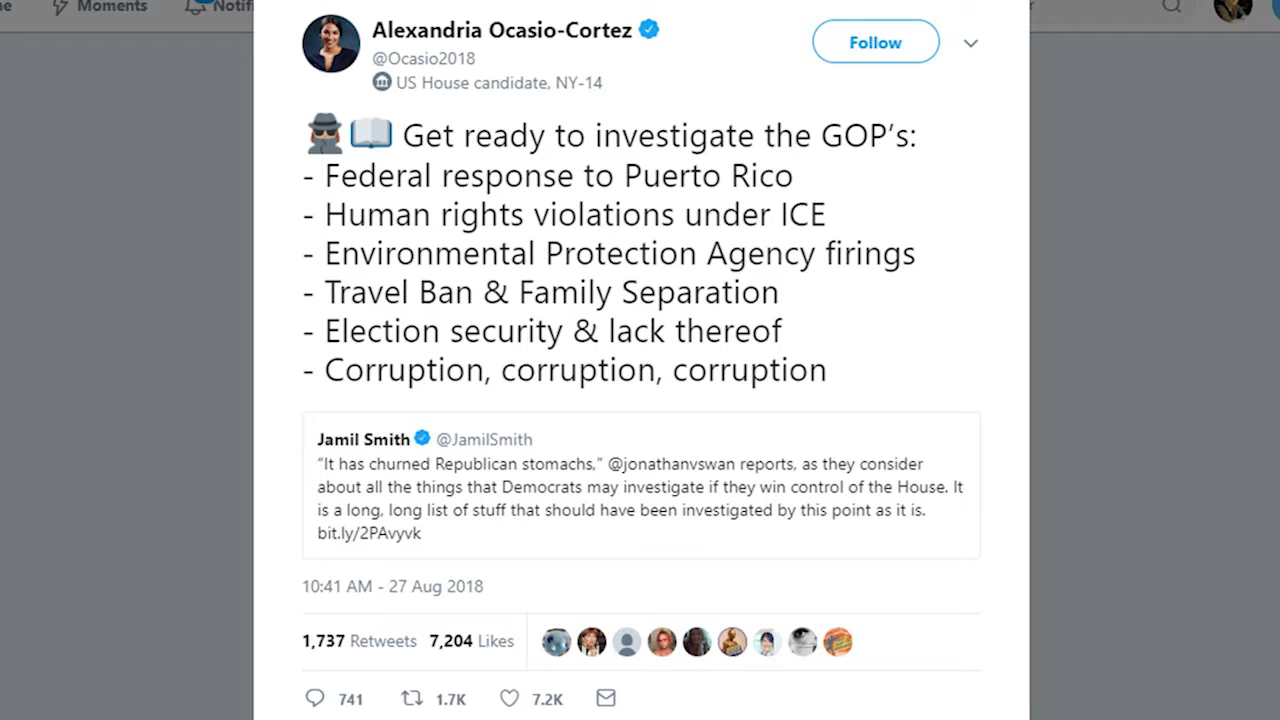 Moments
Alexandria Ocasio-Cortez
Follow
@Ocasio2018
US House candidate, NY-14
Get ready to investigate the GOP’s:
- Federal response to Puerto Rico
- Human rights violations under ICE
- Environmental Protection Agency firings
- Travel Ban & Family Separation
- Election security & lack thereof
- Corruption, corruption, corruption
Jamil Smith @JamilSmith
“It has churned Republican stomachs,” @jonathanvswan reports, as they consider
about all the things that Democrats may investigate if they win control of the House. It
is a long, long list of stuff that should have been investigated by this point as it is.
bit.ly/2PAvyvk
10:41 AM - 27 Aug 2018
1,737 Retweets 7,204 Likes
741 1.7K 7.2K